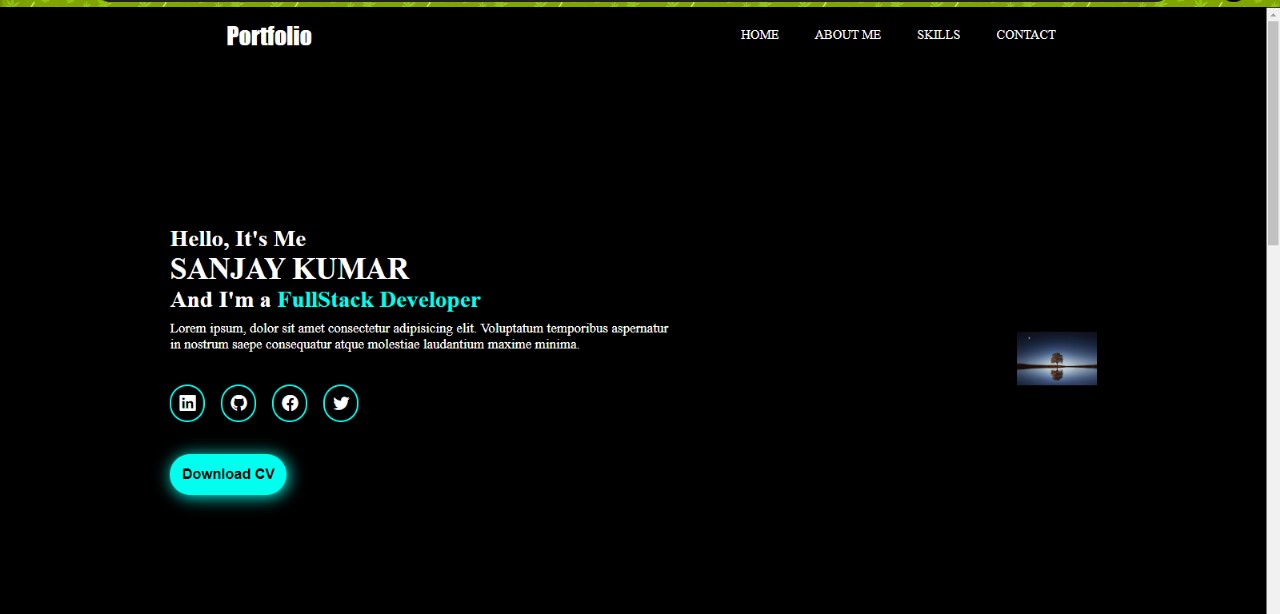 Portfolio
HOME ABOUT ME SKILLS CONTACT
Hello, It's Me
SANJAY KUMAR
And I'm a FullStack Developer
Lorem ipsum, dolor sit amet consectetur adipisicing elit. Voluptatum temporibus aspernatur
in nostrum saepe consequatur atque molestiae laudantium maxime minima.
in
Download CV